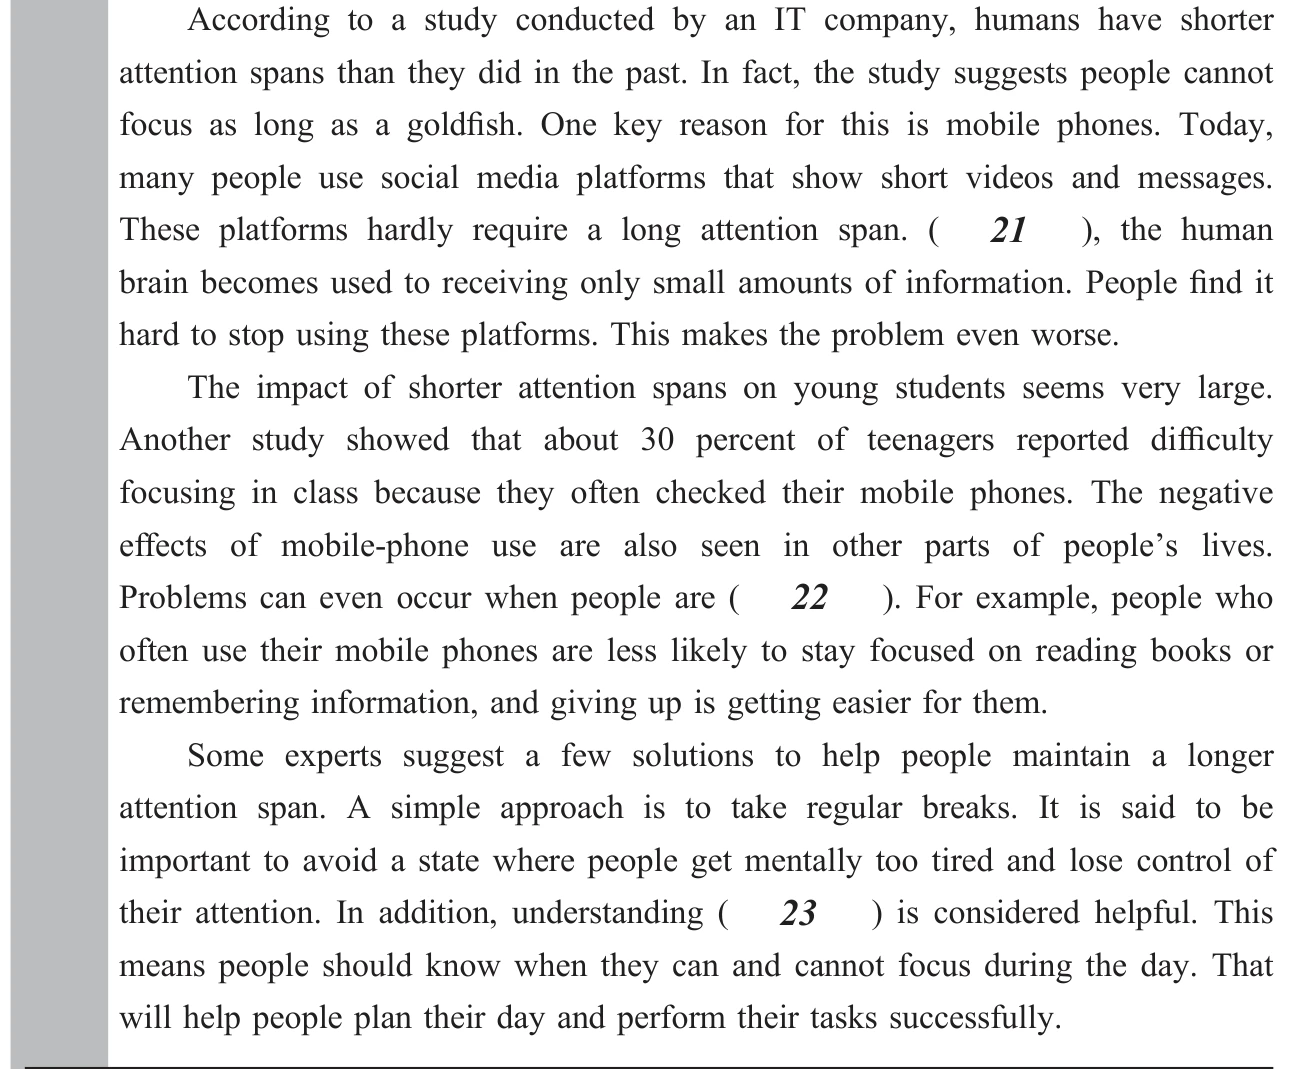 According to a study conducted by an IT company, humans have shorter
attention spans than they did in the past. In fact, the study suggests people cannot
focus as long as a goldfish. One key reason for this is mobile phones. Today,
many people use social media platforms that show short videos and messages.
These platforms hardly require a long attention span. ( 21 ), the human
brain becomes used to receiving only small amounts of information. People find it
hard to stop using these platforms. This makes the problem even worse.
The impact of shorter attention spans on young students seems very large.
Another study showed that about 30 percent of teenagers reported difficulty
focusing in class because they often checked their mobile phones. The negative
effects of mobile-phone use are also seen in other parts of people’s lives.
Problems can even occur when people are ( 22 ). For example, people who
often use their mobile phones are less likely to stay focused on reading books or
remembering information, and giving up is getting easier for them.
Some experts suggest a few solutions to help people maintain a longer
attention span. A simple approach is to take regular breaks. It is said to be
important to avoid a state where people get mentally too tired and lose control of
their attention. In addition, understanding ( 23 ) is considered helpful. This
means people should know when they can and cannot focus during the day. That
will help people plan their day and perform their tasks successfully.